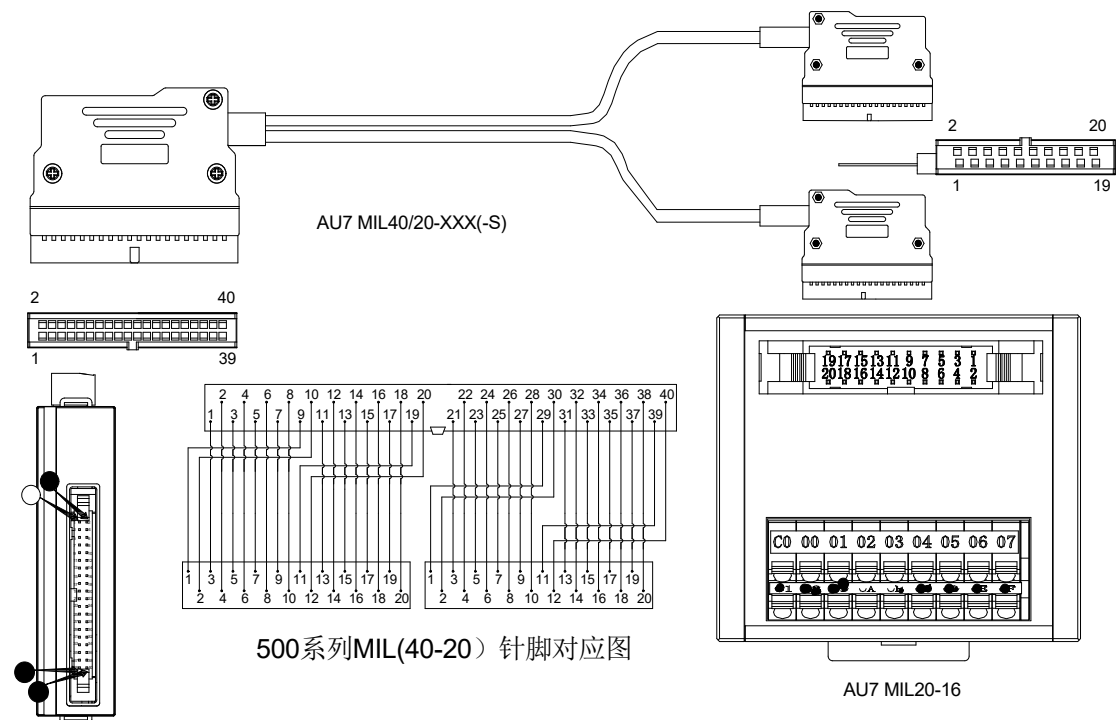 2 20
1 19
AU7 MIL40/20-XXX(-S)
2 40
1 39
2 4 6 8 10 12 14 16 18 20 22 24 26 28 30 32 34 36 38 40
1 3 5 7 9 11 13 15 17 19 21 23 25 27 29 31 33 35 37 39
1 3 5 7 9 11 13 15 17 19
2 4 6 8 10 12 14 16 18 20
1 3 5 7 9 11 13 15 17 19
2 4 6 8 10 12 14 16 18 20
500系列MIL(40-20）针脚对应图
19 17 15 13 11 9 7 5 3 1
20 18 16 14 12 10 8 6 4 2
C0 00 01 02 03 04 05 06 07
AU7 MIL20-16